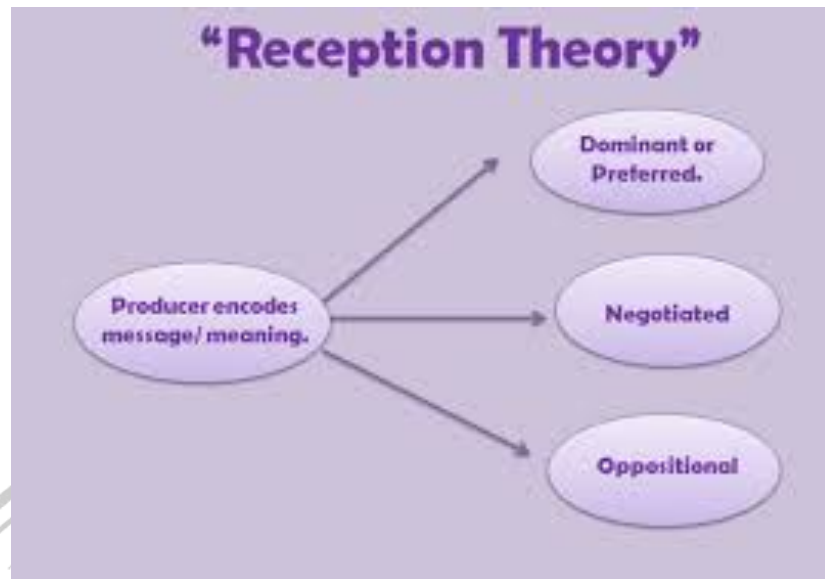 “Reception Theory”
Dominant or
Preferred.
Producer encodes
message/ meaning.
Negotiated
Oppositional